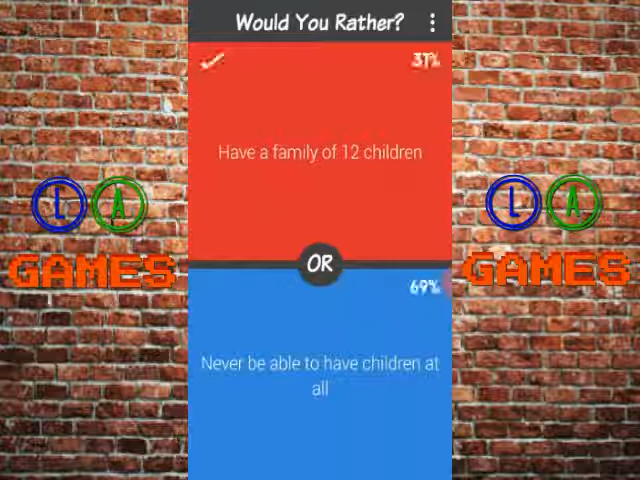 Would You Rather?
31%
Have a family of 12 children
OR
69%
Never be able to have children at
all
L A
GAMES
L A
GAMES